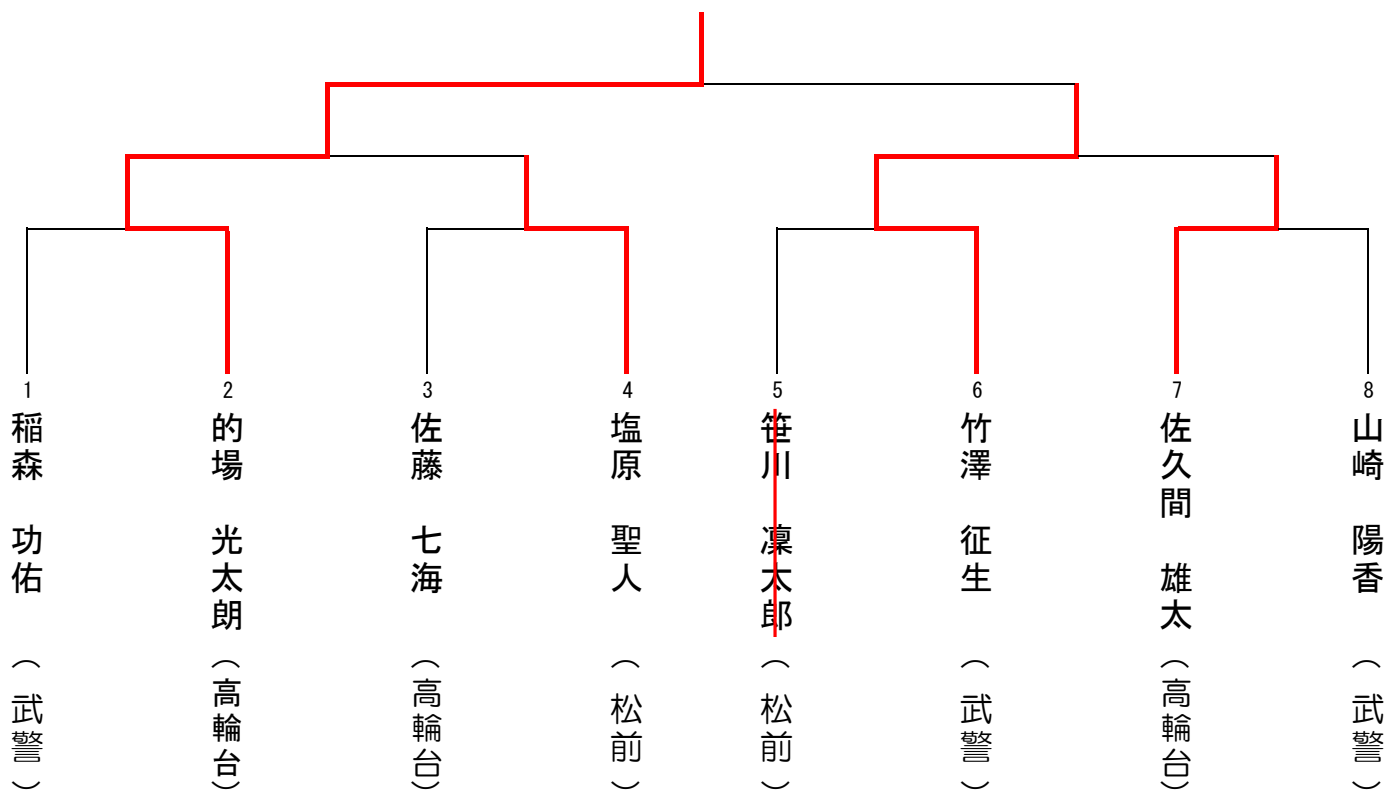 1
稲森 功佑 (武警)
2
的場 光太朗 (高輪台)
3
佐藤 七海 (高輪台)
4
塩原 聖人 (松前)
5
笹川 凜太郎 (松前)
6
竹澤 征生 (武警)
7
佐久間 雄太 (高輪台)
8
山崎 陽香 (武警)